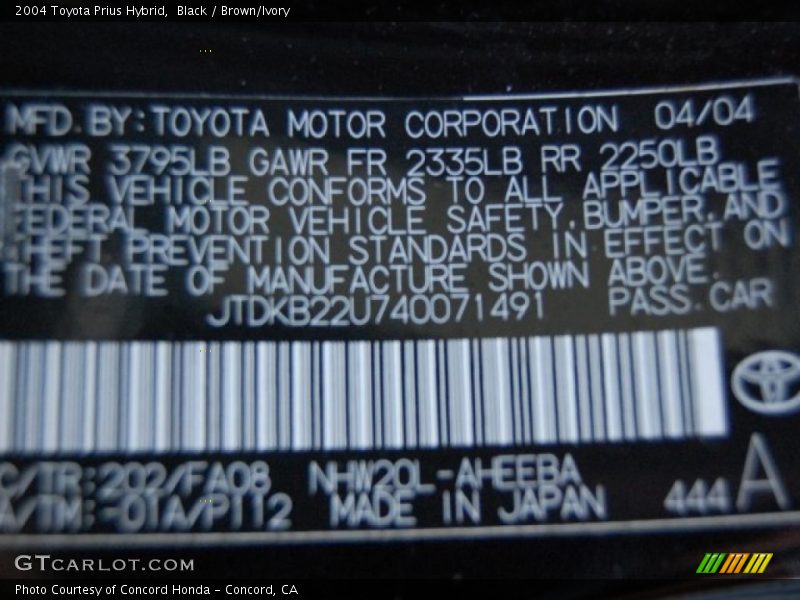 2004 Toyota Prius Hybrid, Black / Brown/Ivory
MFD.BY:TOYOTA MOTOR CORPORATION 04/04
GVWR 3795LB GAWR FR 2335LB RR 2250LB
THIS VEHICLE CONFORMS TO ALL APPLICABLE
FEDERAL MOTOR VEHICLE SAFETY,BUMPER,AND
THEFT PREVENTION STANDARDS IN EFFECT ON
THE DATE OF MANUFACTURE SHOWN ABOVE.
JTDKB22U740071491 PASS.CAR
C/TR:202/FA08 NHW20L-AHEEBA
A/TM:-01A/P112 MADE IN JAPAN 444 A
GTCARLOT.COM
Photo Courtesy of Concord Honda - Concord, CA